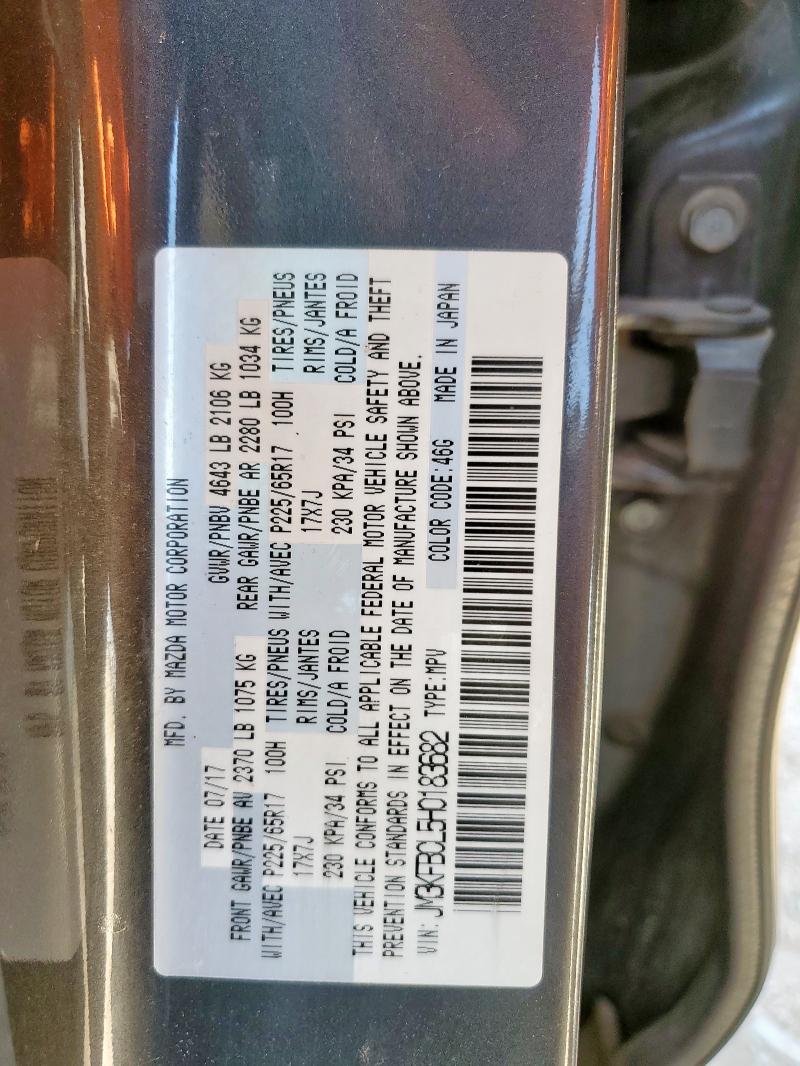 MFD. BY MAZDA MOTOR CORPORATION
DATE 07/17 GVWR/PNBV 4643 LB 2106 KG
FRONT GAWR/PNBE AV 2370 LB 1075 KG REAR GAWR/PNBE AR 2280 LB 1034 KG
WITH/AVEC P225/65R17 100H TIRES/PNEUS WITH/AVEC P225/65R17 100H TIRES/PNEUS
17X7J RIMS/JANTES 17X7J RIMS/JANTES
230 KPA/34 PSI COLD/A FROID 230 KPA/34 PSI COLD/A FROID
THIS VEHICLE CONFORMS TO ALL APPLICABLE FEDERAL MOTOR VEHICLE SAFETY AND THEFT
PREVENTION STANDARDS IN EFFECT ON THE DATE OF MANUFACTURE SHOWN ABOVE.
VIN: JM3KFBCL5H0183682 TYPE:MPV COLOR CODE:46G MADE IN JAPAN